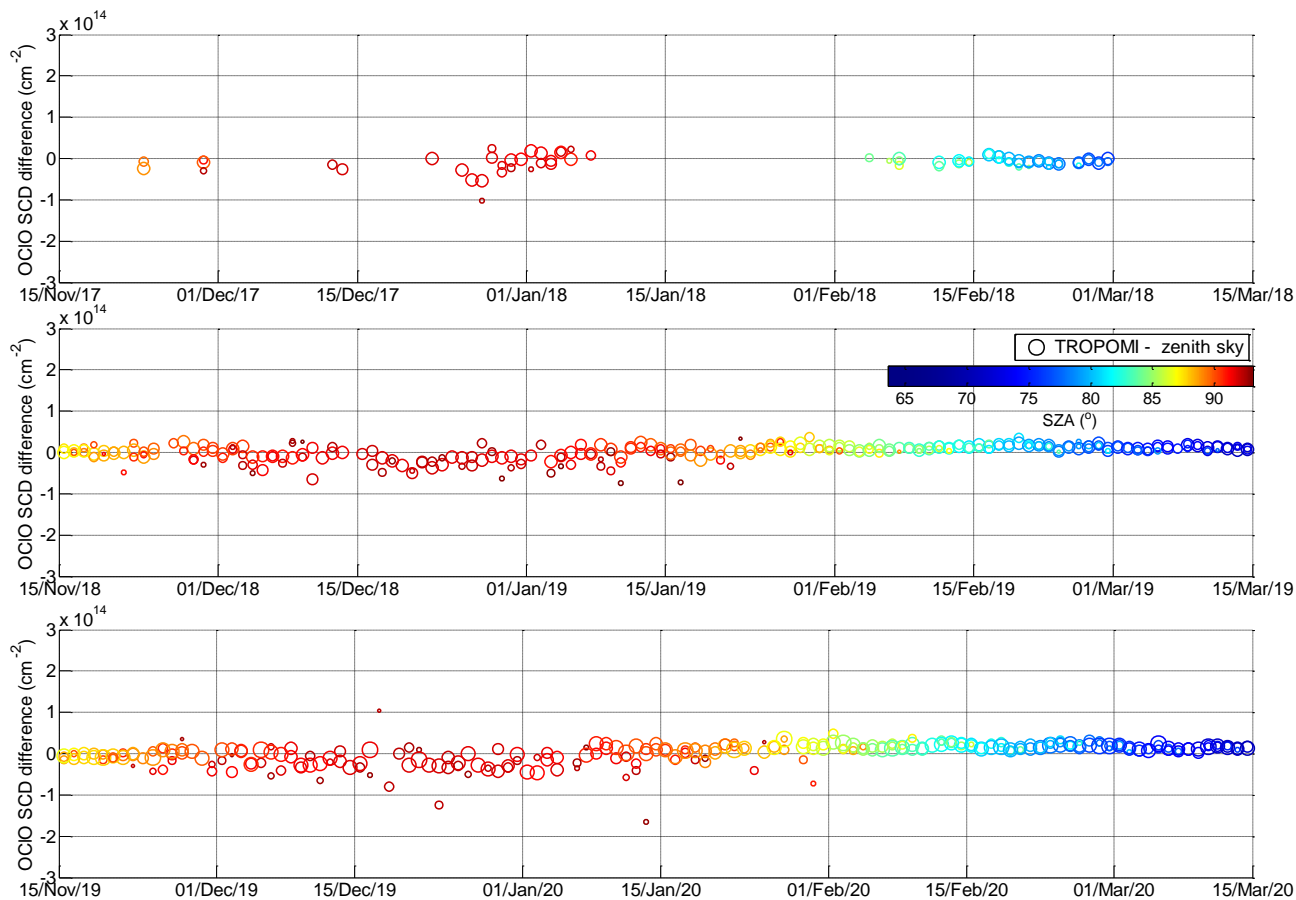 x 10^14
3
2
1
0
-1
-2
-3
OClO SCD difference (cm^-2)
15/Nov/17 01/Dec/17 15/Dec/17 01/Jan/18 15/Jan/18 01/Feb/18 15/Feb/18 01/Mar/18 15/Mar/18
x 10^14
3
2
1
0
-1
-2
-3
OClO SCD difference (cm^-2)
TROPOMI - zenith sky
65 70 75 80 85 90
SZA (°)
15/Nov/18 01/Dec/18 15/Dec/18 01/Jan/19 15/Jan/19 01/Feb/19 15/Feb/19 01/Mar/19 15/Mar/19
x 10^14
3
2
1
0
-1
-2
-3
OClO SCD difference (cm^-2)
15/Nov/19 01/Dec/19 15/Dec/19 01/Jan/20 15/Jan/20 01/Feb/20 15/Feb/20 01/Mar/20 15/Mar/20